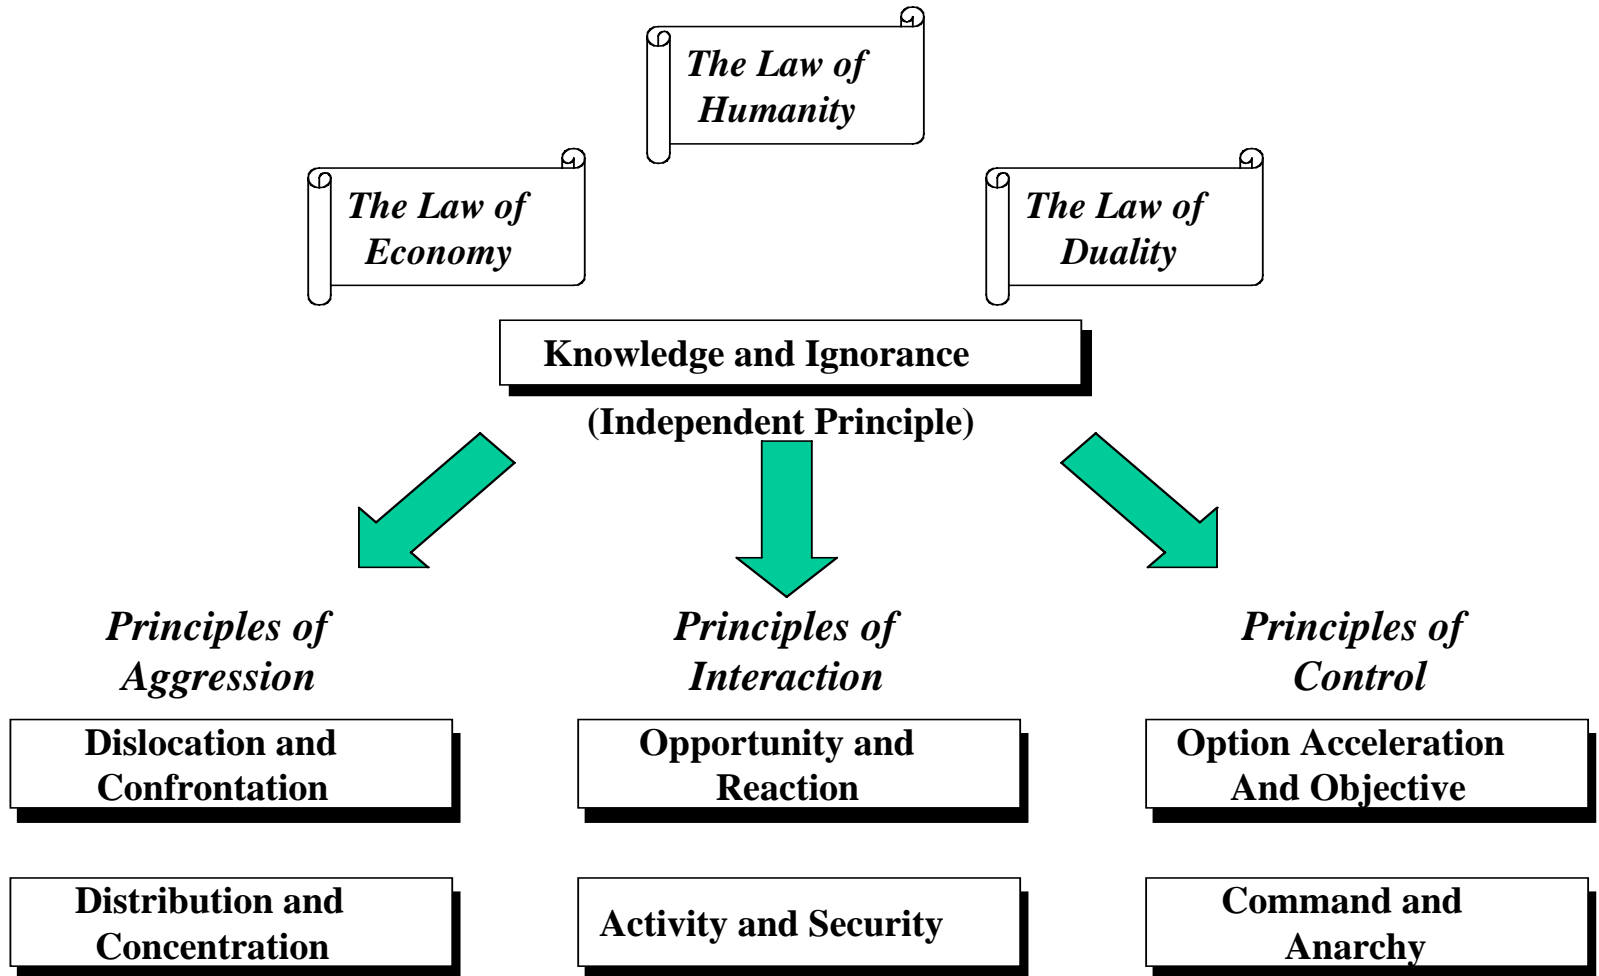 The Law of
Humanity
The Law of
Economy
The Law of
Duality
Knowledge and Ignorance
(Independent Principle)
Principles of
Aggression
Principles of
Interaction
Principles of
Control
Dislocation and
Confrontation
Opportunity and
Reaction
Option Acceleration
And Objective
Distribution and
Concentration
Activity and Security
Command and
Anarchy